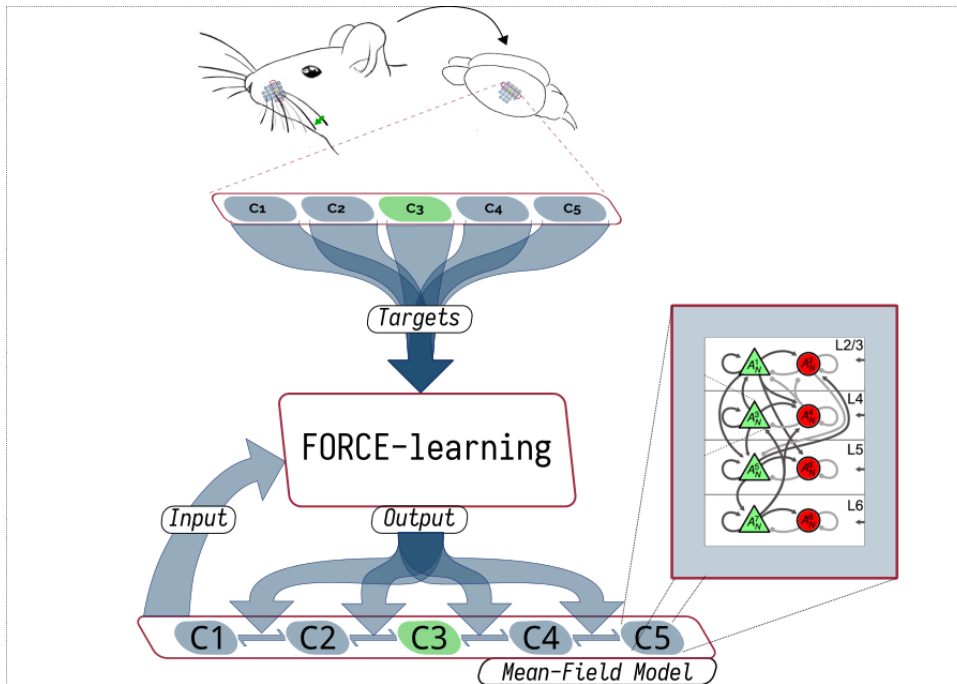 C1 C2 C3 C4 C5
Targets
L2/3
L4
FORCE-learning
L5
L6
Input
Output
C1 C2 C3 C4 C5
Mean-Field Model